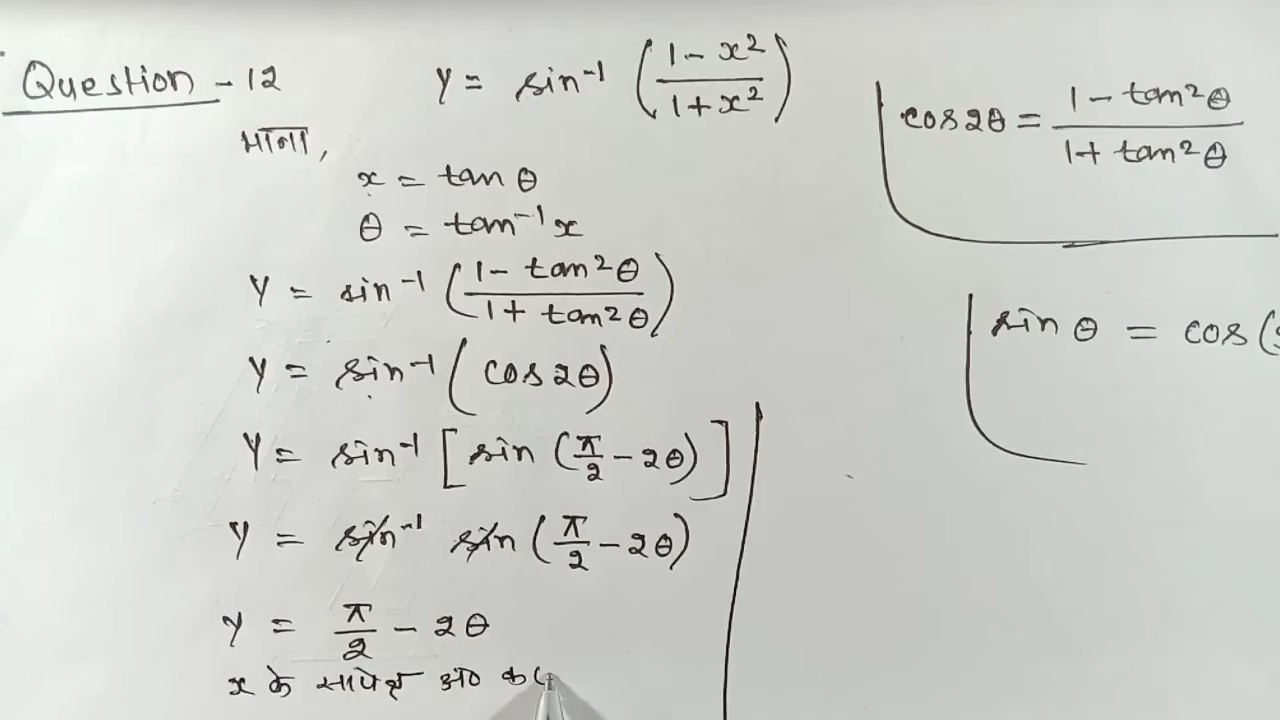 Question - 12
y = sin⁻¹ ((1 - x²)/(1 + x²))
माना,
x = tan θ
θ = tan⁻¹ x
y = sin⁻¹ ((1 - tan²θ)/(1 + tan²θ))
y = sin⁻¹ (cos 2θ)
y = sin⁻¹ [sin (π/2 - 2θ)]
y = sin⁻¹ sin (π/2 - 2θ)
y = π/2 - 2θ
x के सापेक्ष अव०
cos 2θ = (1 - tan²θ)/(1 + tan²θ)
sin θ = cos (